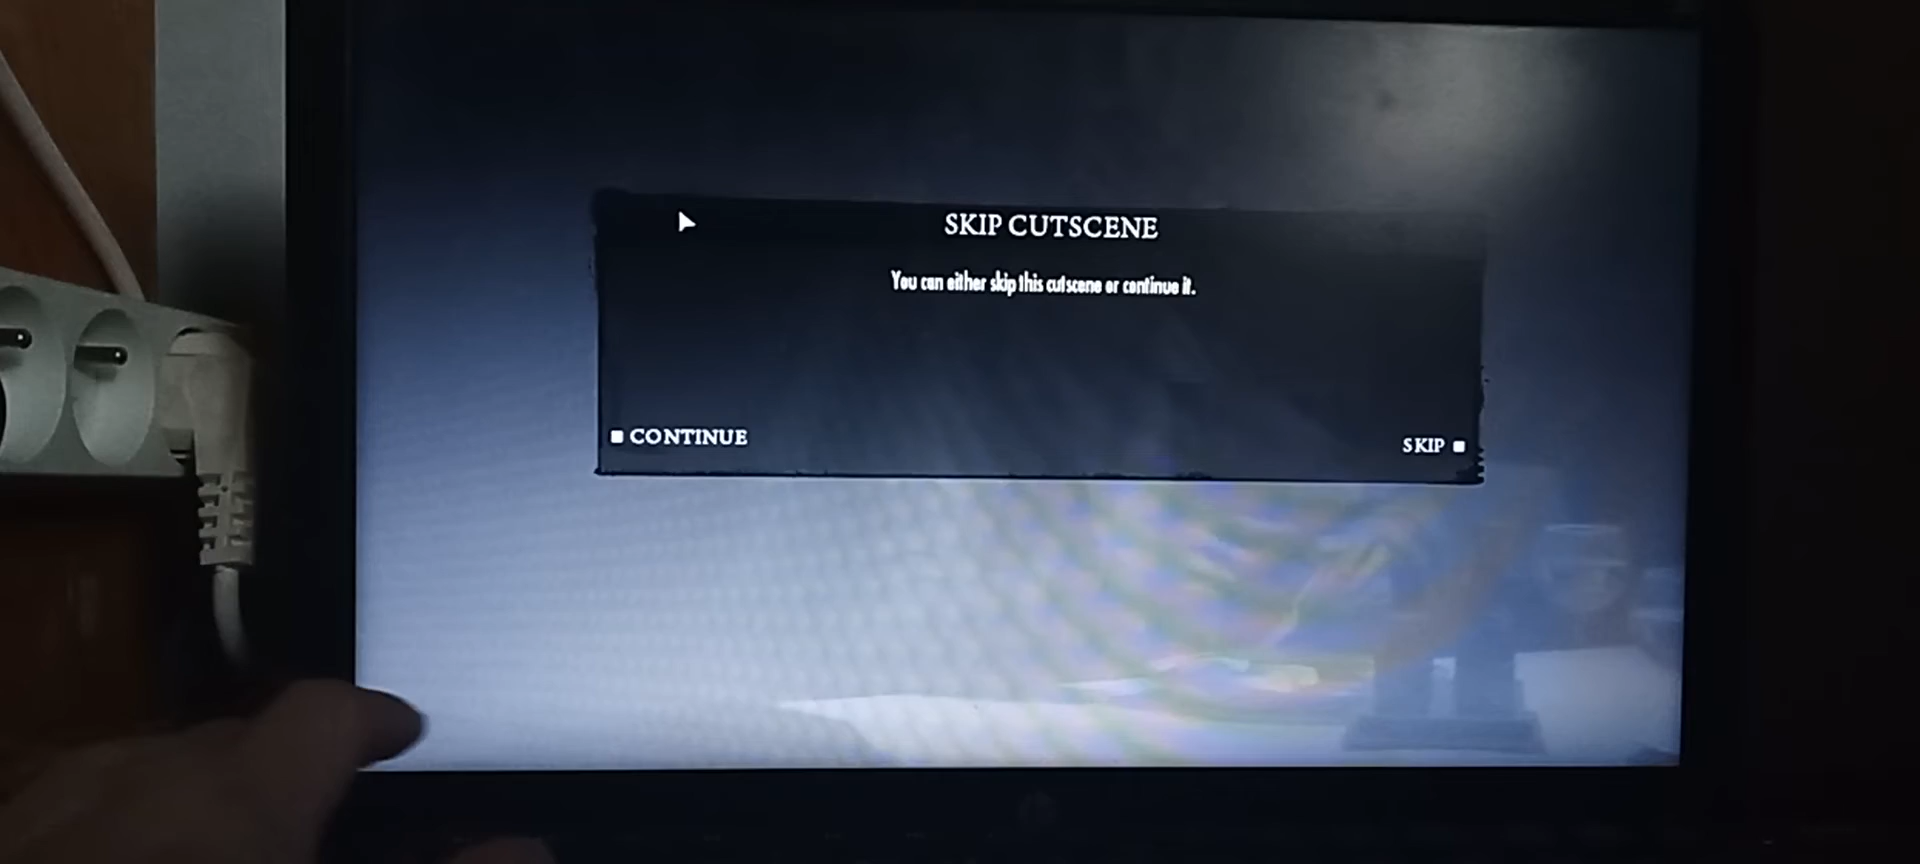 SKIP CUTSCENE
You can either skip this cutscene or continue it.
CONTINUE
SKIP